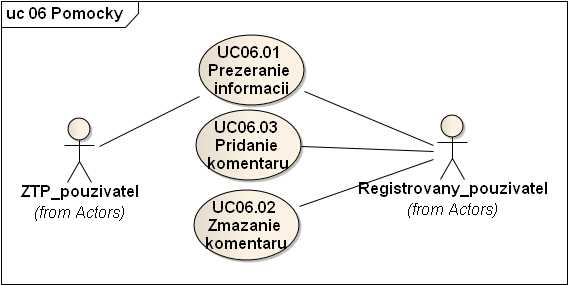 uc 06 Pomocky
UC06.01
Prezeranie
informacii
UC06.03
Pridanie
komentaru
ZTP_pouzivatel
(from Actors)
Registrovany_pouzivatel
(from Actors)
UC06.02
Zmazanie
komentaru